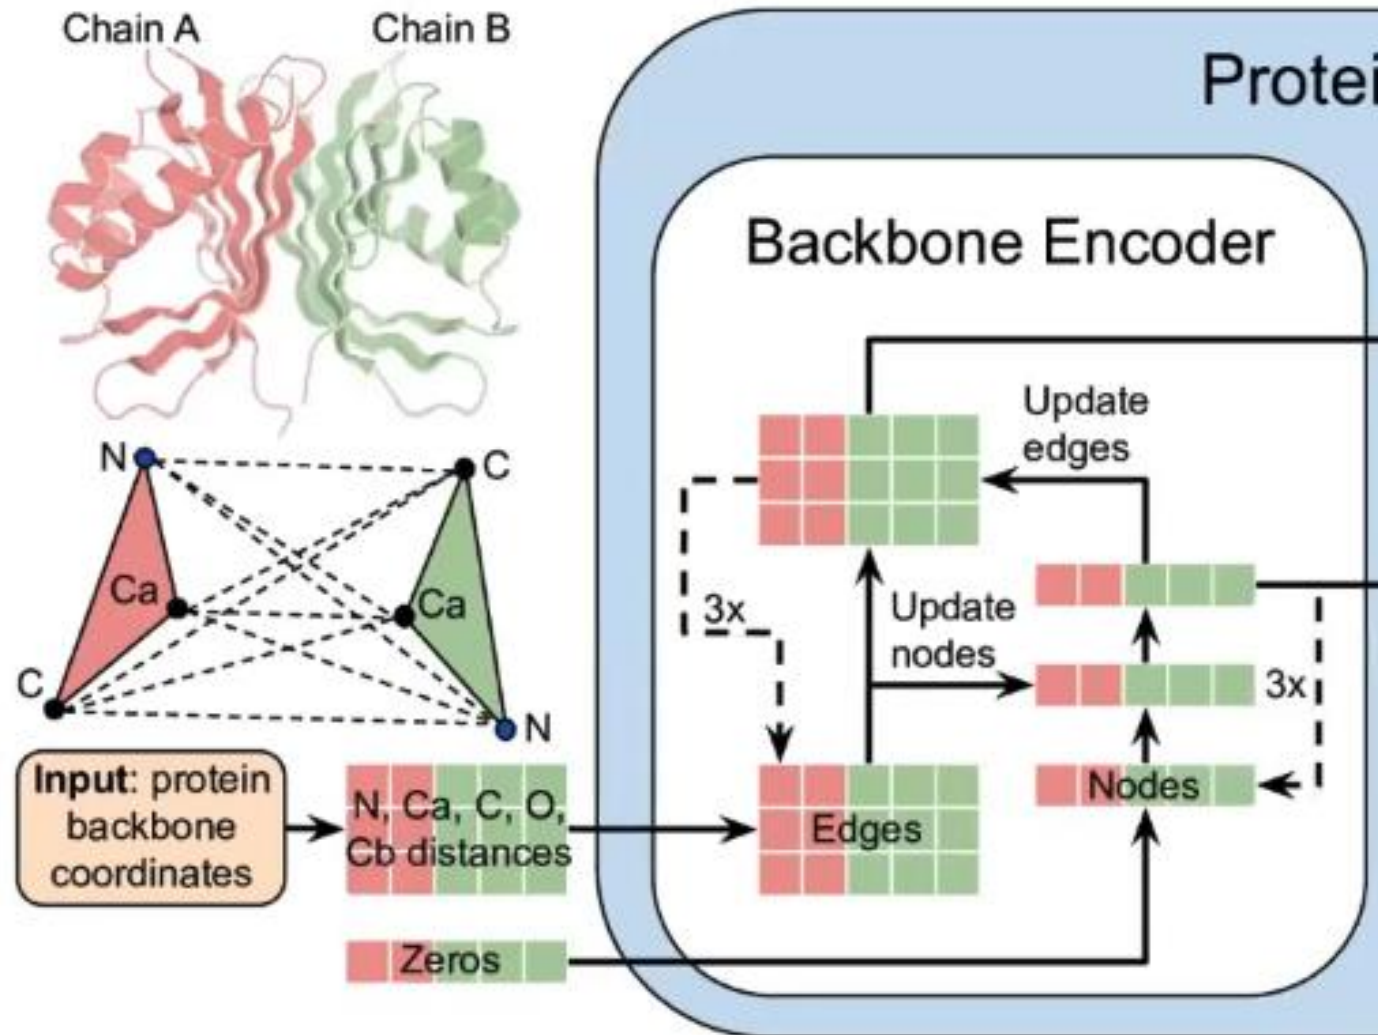 Chain A
Chain B
Protei
Backbone Encoder
Update
edges
N
C
Ca
Ca
C
N
3x
Update
nodes
3x
Input: protein
backbone
coordinates
N, Ca, C, O,
Cb distances
Edges
Nodes
Zeros